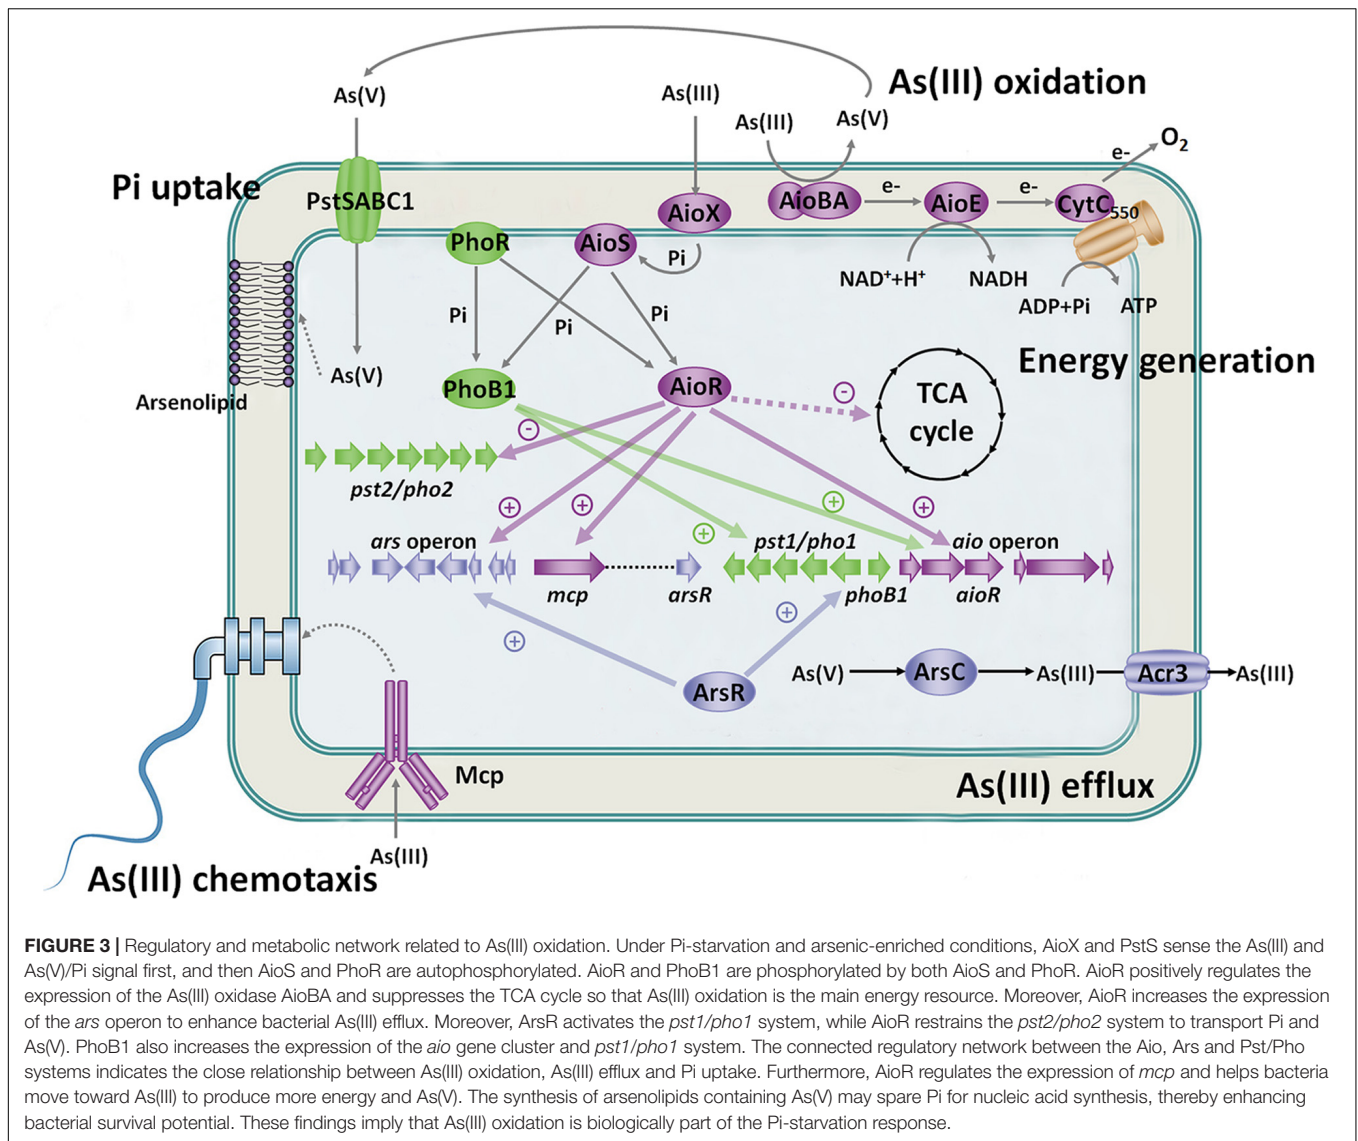 As(III) oxidation
As(V)
As(III)
As(III)
As(V)
O2
e-
Pi uptake
PstSABC1
AioX
AioBA
e-
AioE
e-
CytC550
PhoR
AioS
Pi
NAD++H+
NADH
ADP+Pi
ATP
Pi
Pi
Pi
Energy generation
As(V)
Arsenolipid
PhoB1
AioR
-
TCA
cycle
-
pst2/pho2
+
+
+
+
+
ars operon
pst1/pho1
aio operon
mcp
arsR
phoB1
aioR
+
+
ArsR
As(V)
ArsC
As(III)
Acr3
As(III)
Mcp
As(III) efflux
As(III)
As(III) chemotaxis
FIGURE 3 | Regulatory and metabolic network related to As(III) oxidation. Under Pi-starvation and arsenic-enriched conditions, AioX and PstS sense the As(III) and
As(V)/Pi signal first, and then AioS and PhoR are autophosphorylated. AioR and PhoB1 are phosphorylated by both AioS and PhoR. AioR positively regulates the
expression of the As(III) oxidase AioBA and suppresses the TCA cycle so that As(III) oxidation is the main energy resource. Moreover, AioR increases the expression
of the ars operon to enhance bacterial As(III) efflux. Moreover, ArsR activates the pst1/pho1 system, while AioR restrains the pst2/pho2 system to transport Pi and
As(V). PhoB1 also increases the expression of the aio gene cluster and pst1/pho1 system. The connected regulatory network between the Aio, Ars and Pst/Pho
systems indicates the close relationship between As(III) oxidation, As(III) efflux and Pi uptake. Furthermore, AioR regulates the expression of mcp and helps bacteria
move toward As(III) to produce more energy and As(V). The synthesis of arsenolipids containing As(V) may spare Pi for nucleic acid synthesis, thereby enhancing
bacterial survival potential. These findings imply that As(III) oxidation is biologically part of the Pi-starvation response.